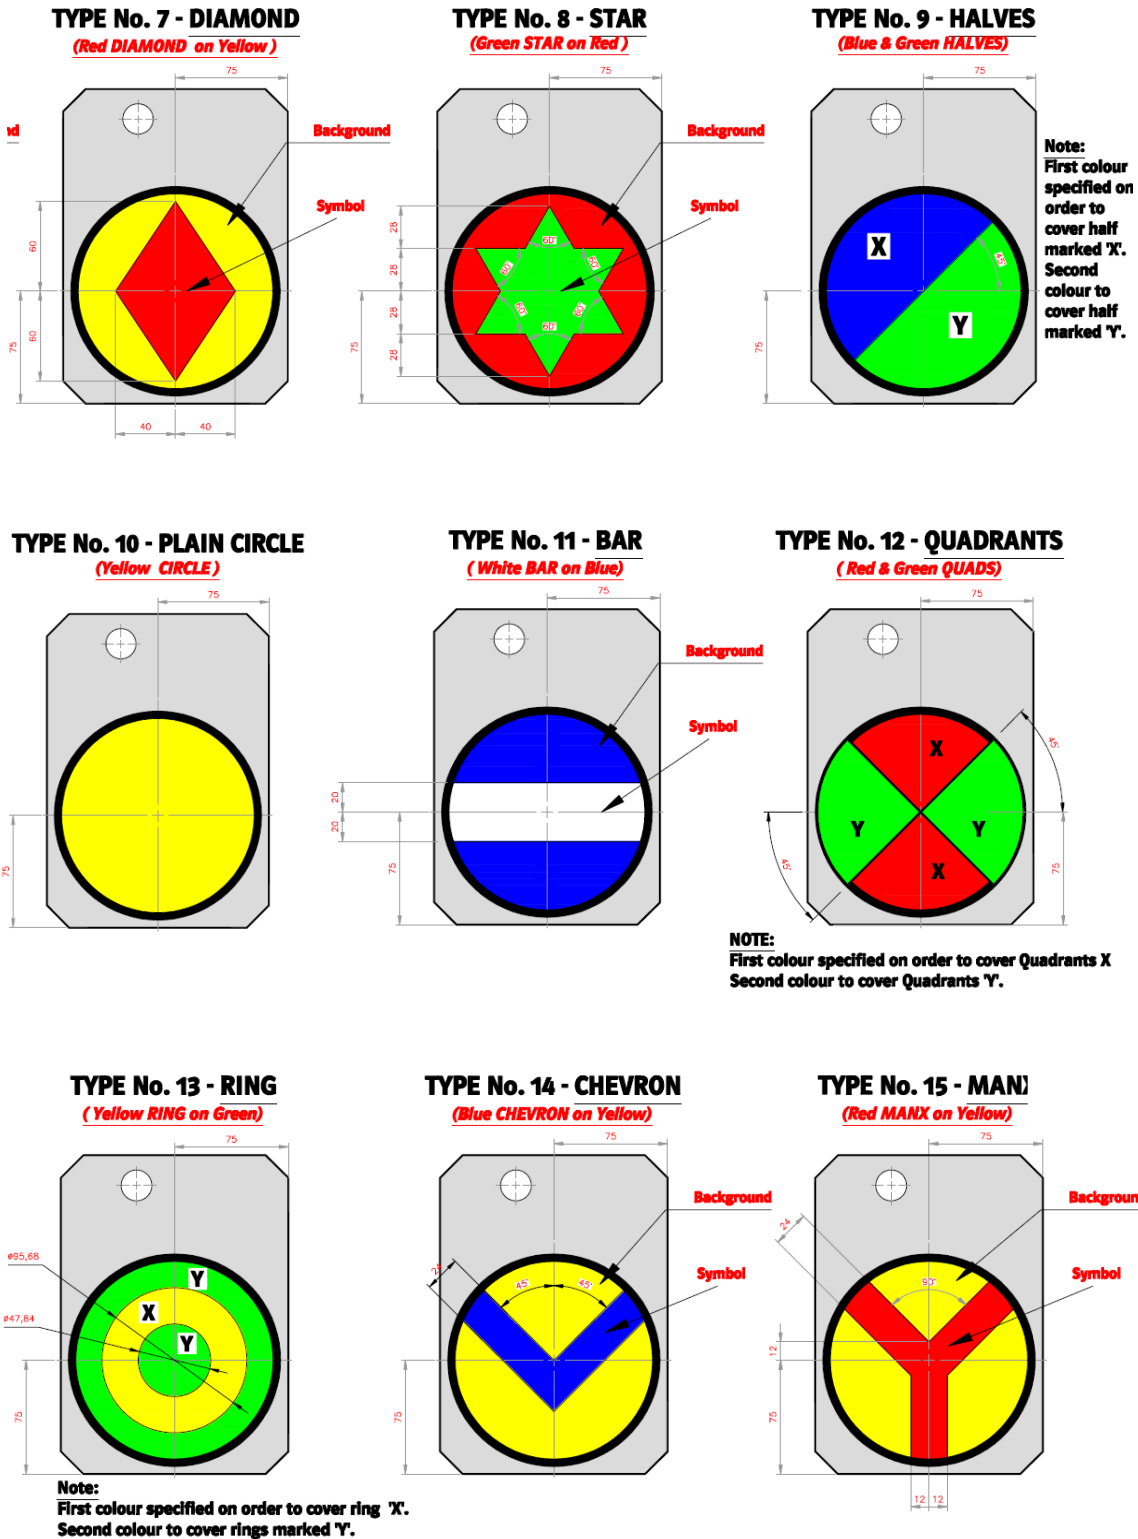 TYPE No. 7 - DIAMOND
(Red DIAMOND on Yellow )
75
Background
Symbol
60
60
75
40
40
TYPE No. 8 - STAR
(Green STAR on Red )
75
Background
Symbol
28
28
28
28
60°
60°
60°
60°
60°
60°
75
TYPE No. 9 - HALVES
(Blue & Green HALVES)
75
X
Y
45°
75
Note:
First colour
specified on
order to
cover half
marked 'X'.
Second
colour to
cover half
marked 'Y'.
TYPE No. 10 - PLAIN CIRCLE
(Yellow CIRCLE )
75
75
TYPE No. 11 - BAR
( White BAR on Blue)
75
Background
Symbol
20
20
75
TYPE No. 12 - QUADRANTS
( Red & Green QUADS)
75
X
Y
Y
X
45°
45°
75
NOTE:
First colour specified on order to cover Quadrants X
Second colour to cover Quadrants 'Y'.
TYPE No. 13 - RING
( Yellow RING on Green)
75
ø95,68
ø47,84
Y
X
Y
75
Note:
First colour specified on order to cover ring 'X'.
Second colour to cover rings marked 'Y'.
TYPE No. 14 - CHEVRON
(Blue CHEVRON on Yellow)
75
Background
Symbol
45°
45°
75
TYPE No. 15 - MANX
(Red MANX on Yellow)
75
Symbol
24
90°
12
75
12
12